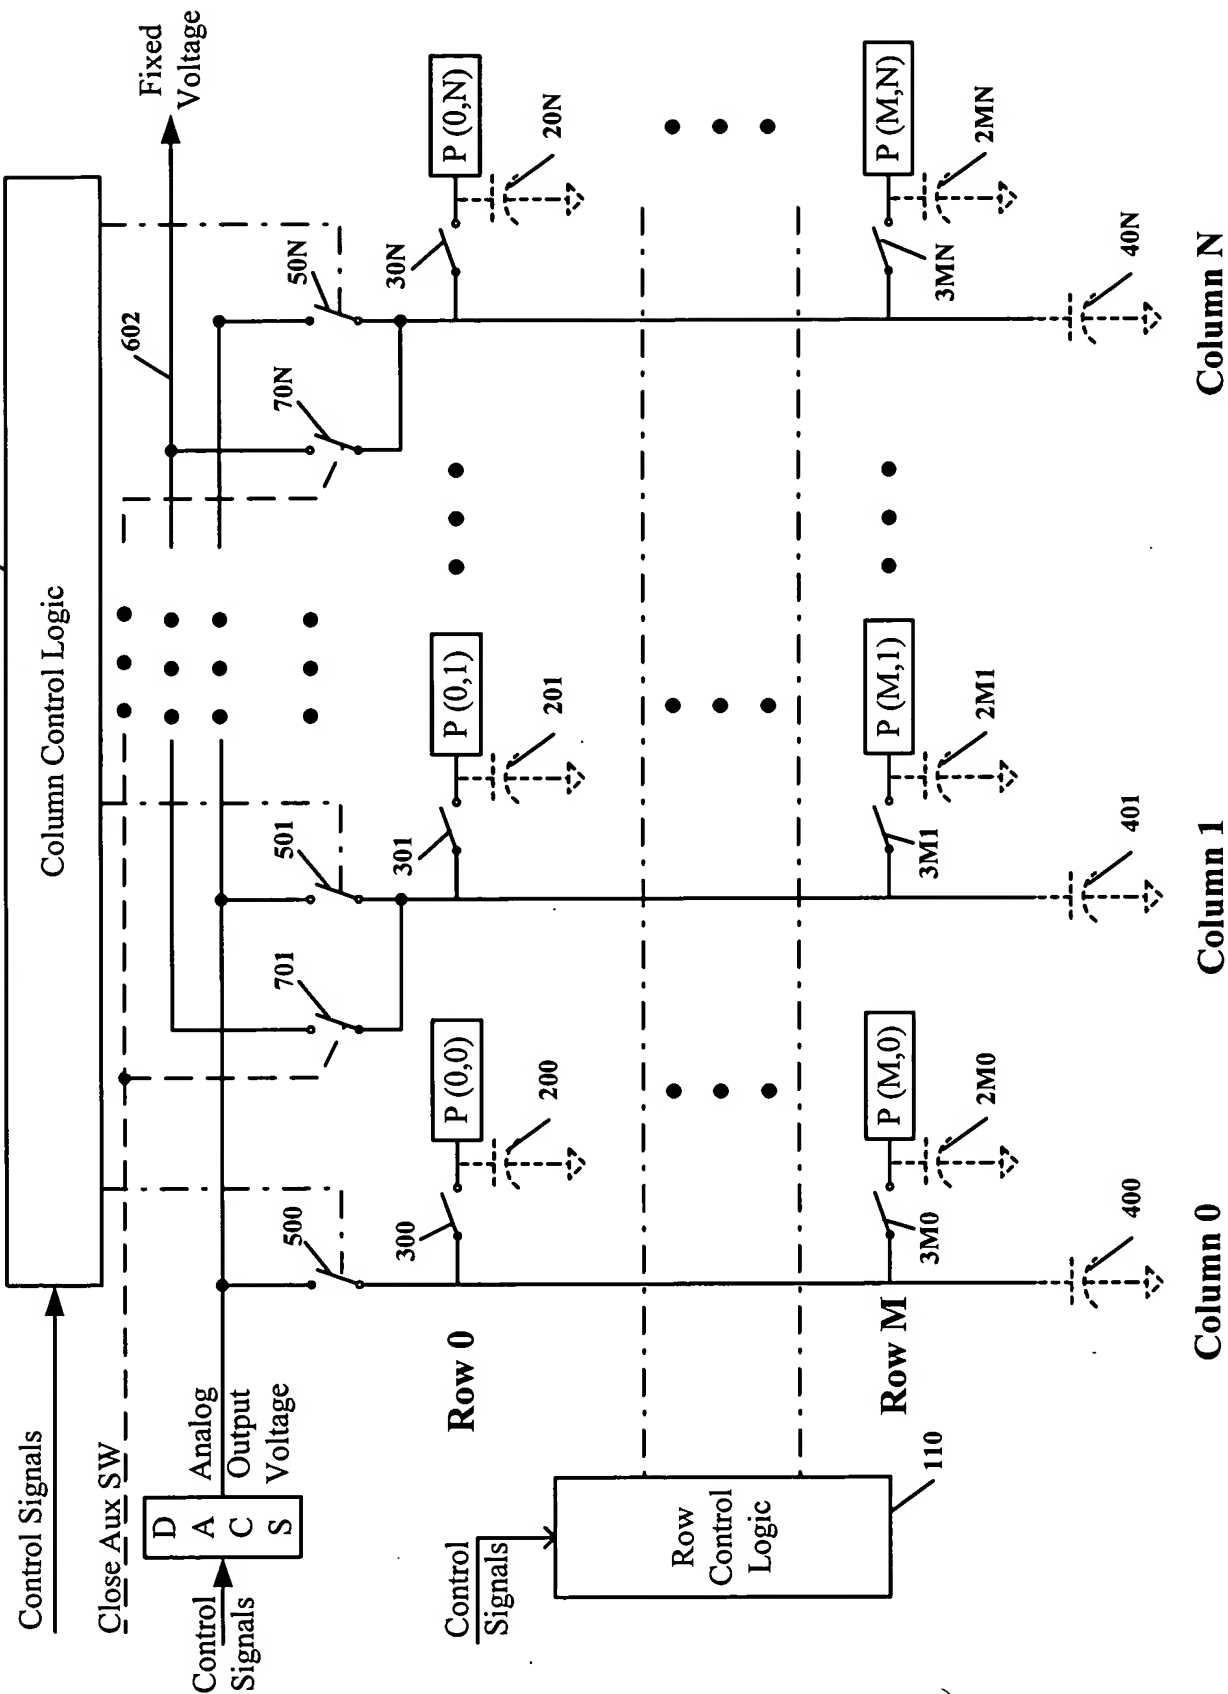 Control Signals
Column Control Logic
Close Aux SW
Fixed
Voltage
602
Control
Signals
D
A
C
S
Analog
Output
Voltage
500
701
501
70N
50N
Row 0
300
P (0,0)
200
301
P (0,1)
201
30N
P (0,N)
20N
Control
Signals
Row
Control
Logic
110
Row M
3M0
P (M,0)
2M0
3M1
P (M,1)
2M1
3MN
P (M,N)
2MN
400
401
40N
Column 0
Column 1
Column N